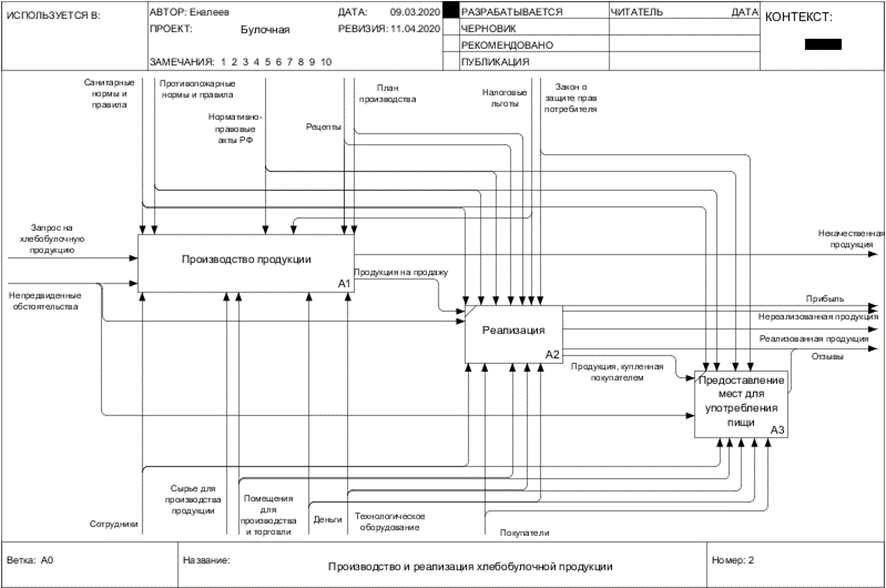 ИСПОЛЬЗУЕТСЯ В:
АВТОР: Еналеев
ДАТА: 09.03.2020
ПРОЕКТ: Булочная
РЕВИЗИЯ: 11.04.2020
ЗАМЕЧАНИЯ: 1 2 3 4 5 6 7 8 9 10
РАЗРАБАТЫВАЕТСЯ
ЧЕРНОВИК
РЕКОМЕНДОВАНО
ПУБЛИКАЦИЯ
ЧИТАТЕЛЬ
ДАТА
КОНТЕКСТ:
Санитарные
нормы и
правила
Противопожарные
нормы и правила
Нормативно-
правовые
акты РФ
Рецепты
План
производства
Налоговые
льготы
Закон о
защите прав
потребителя
Запрос на
хлебобулочную
продукцию
Непредвиденные
обстоятельства
Производство продукции
A1
Продукция на продажу
Некачественная
продукция
Реализация
A2
Прибыль
Нереализованная продукция
Реализованная продукция
Отзывы
Продукция, купленная
покупателем
Предоставление
мест для
употребления
пищи
A3
Сотрудники
Сырье для
производства
продукции
Помещения
для
производства
и торговли
Деньги
Технологическое
оборудование
Покупатели
Ветка: A0
Название:
Производство и реализация хлебобулочной продукции
Номер: 2